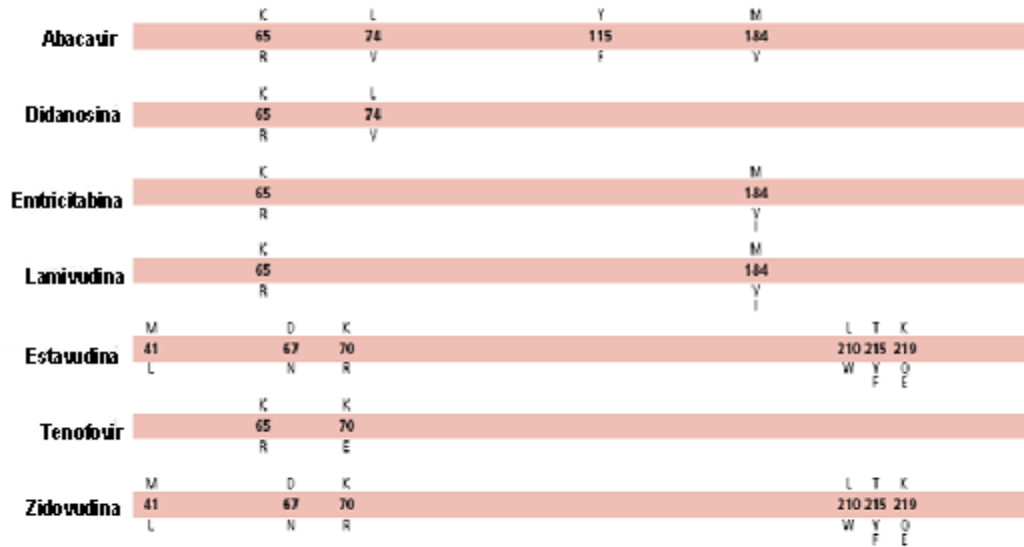 K L Y M
Abacavir 65 74 115 184
R V F V
K L
Didanosina 65 74
R V
K M
Emtricitabina 65 184
R V
I
K M
Lamivudina 65 184
R V
I
M D K L T K
Estavudina 41 67 70 210 215 219
L N R W Y Q
F E
K K
Tenofovir 65 70
R E
M D K L T K
Zidovudina 41 67 70 210 215 219
L N R W Y Q
F E